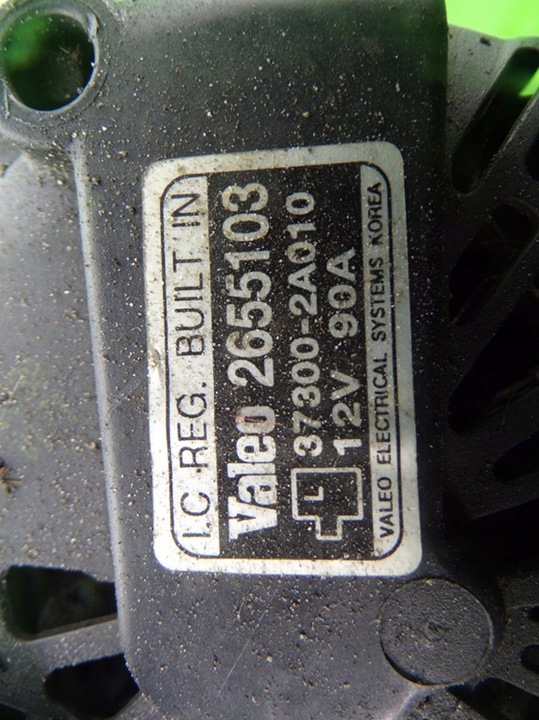 I.C REG. BUILT IN
Valeo 2655103
L 37300-2A010
12V 90A
VALEO ELECTRICAL SYSTEMS KOREA